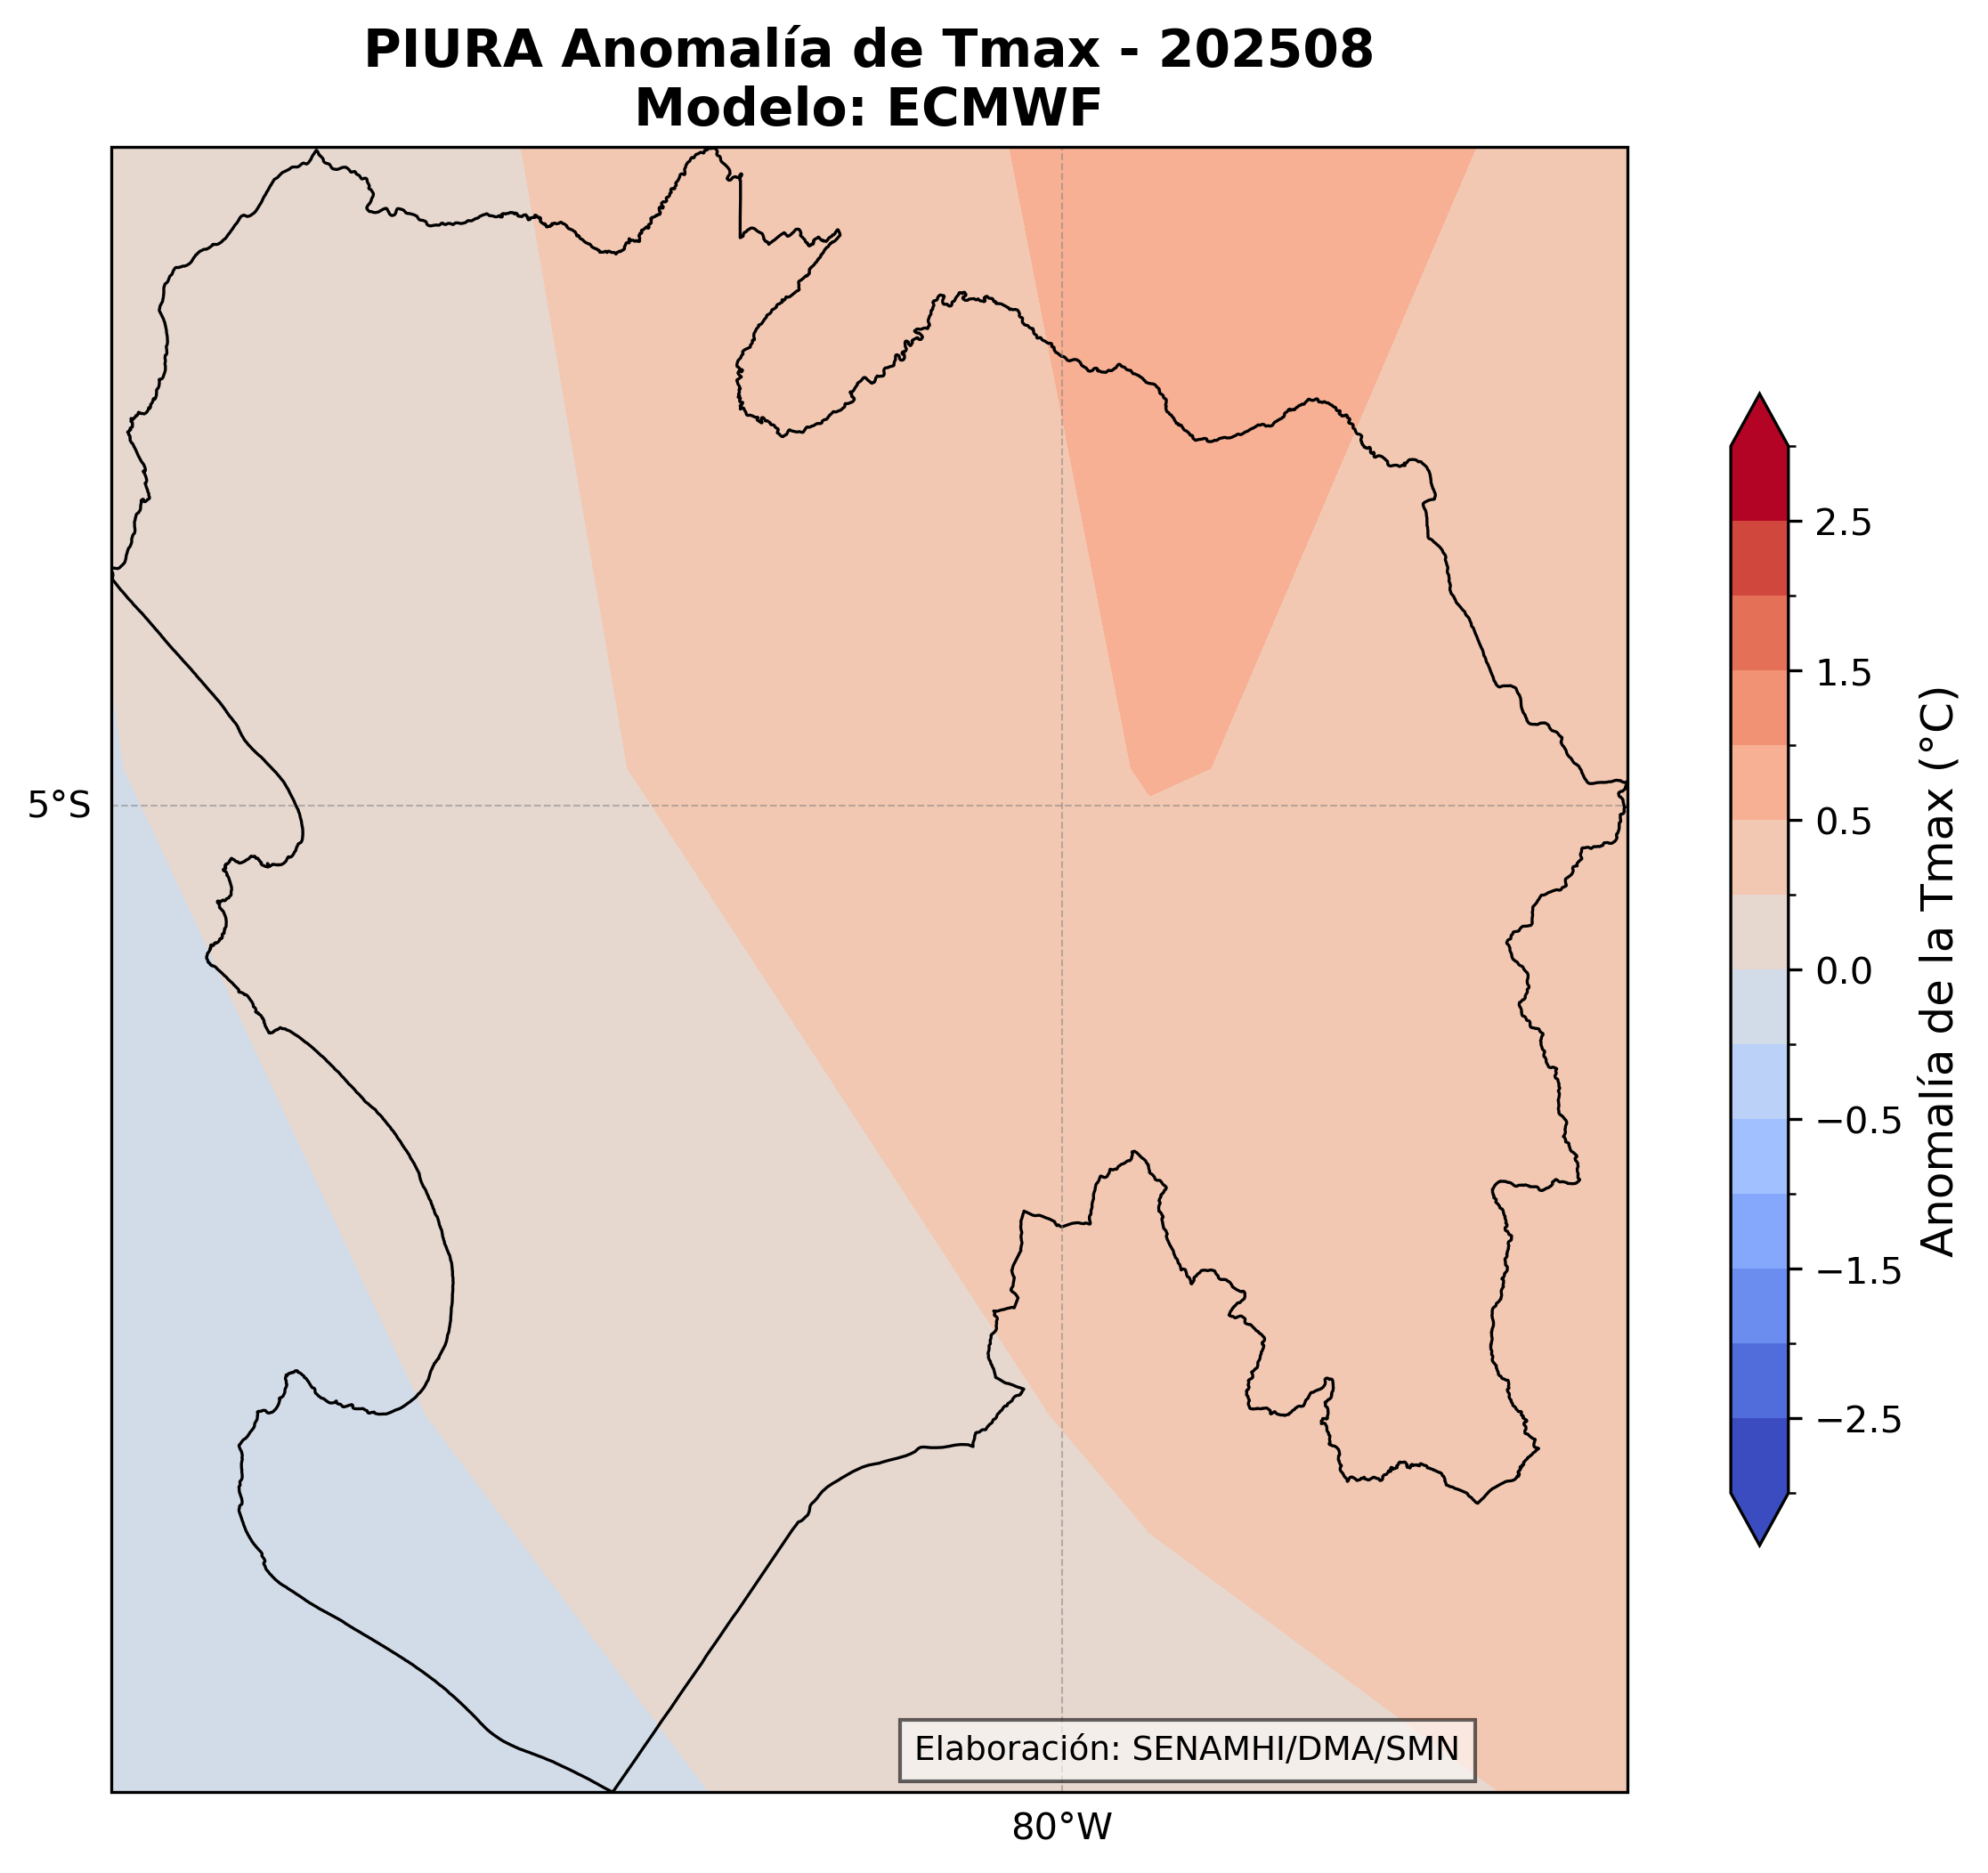 PIURA Anomalía de Tmax - 202508
Modelo: ECMWF
2.5
1.5
0.5
0.0
−0.5
−1.5
−2.5
Anomalía de la Tmax (°C)
5°S
Elaboración: SENAMHI/DMA/SMN
80°W